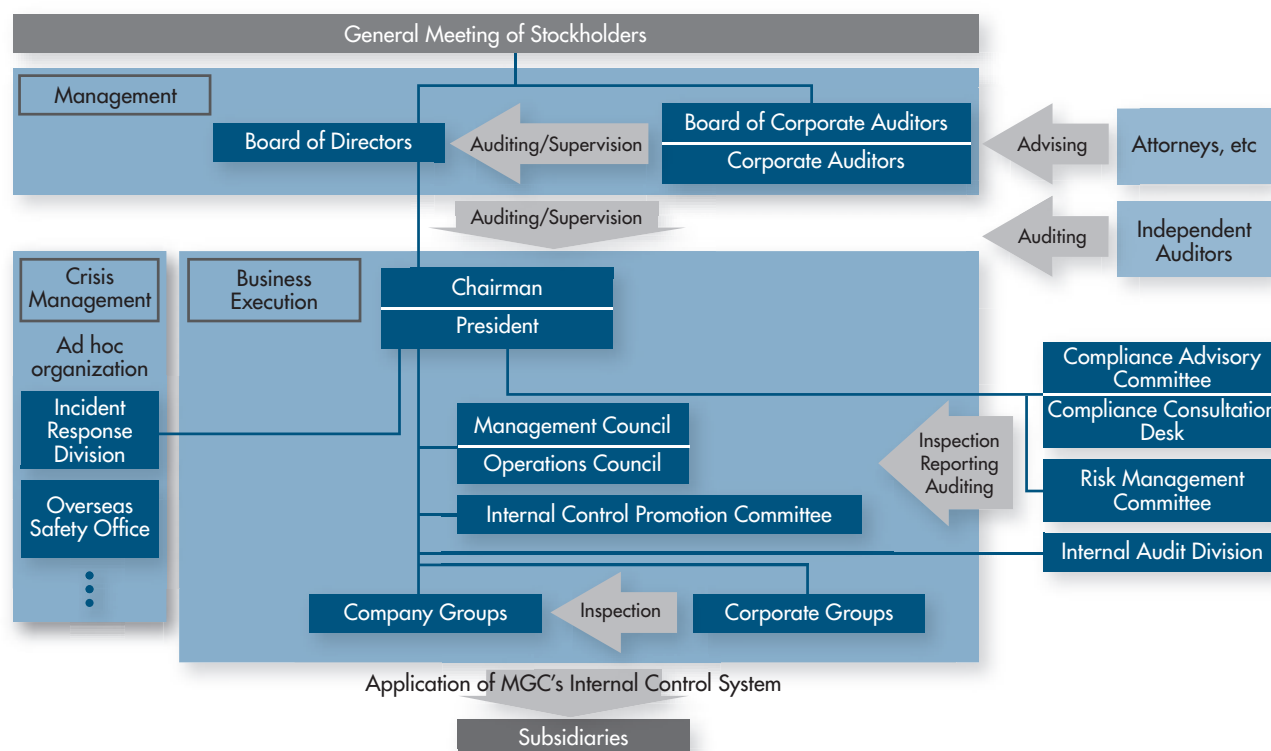 General Meeting of Stockholders
Management
Board of Directors
Auditing/Supervision
Board of Corporate Auditors
Corporate Auditors
Advising
Attorneys, etc
Auditing/Supervision
Auditing
Independent
Auditors
Crisis
Management
Ad hoc
organization
Incident
Response
Division
Overseas
Safety Office
Business
Execution
Chairman
President
Management Council
Operations Council
Internal Control Promotion Committee
Inspection
Reporting
Auditing
Compliance Advisory
Committee
Compliance Consultation
Desk
Risk Management
Committee
Internal Audit Division
Company Groups
Inspection
Corporate Groups
Application of MGC's Internal Control System
Subsidiaries